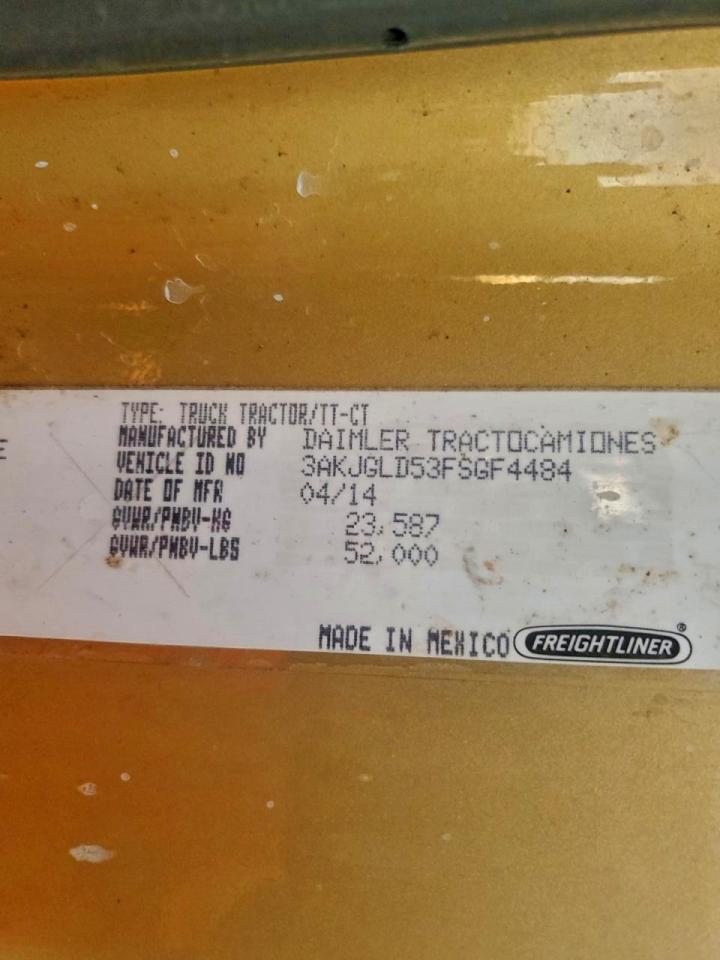 TYPE: TRUCK TRACTOR/TT-CT
MANUFACTURED BY DAIMLER TRACTOCAMIONES
VEHICLE ID NO 3AKJGLD53FSGF4484
DATE OF MFR 04/14
GVWR/PNBV-KG 23,587
GVWR/PNBV-LBS 52,000
MADE IN MEXICO FREIGHTLINER®